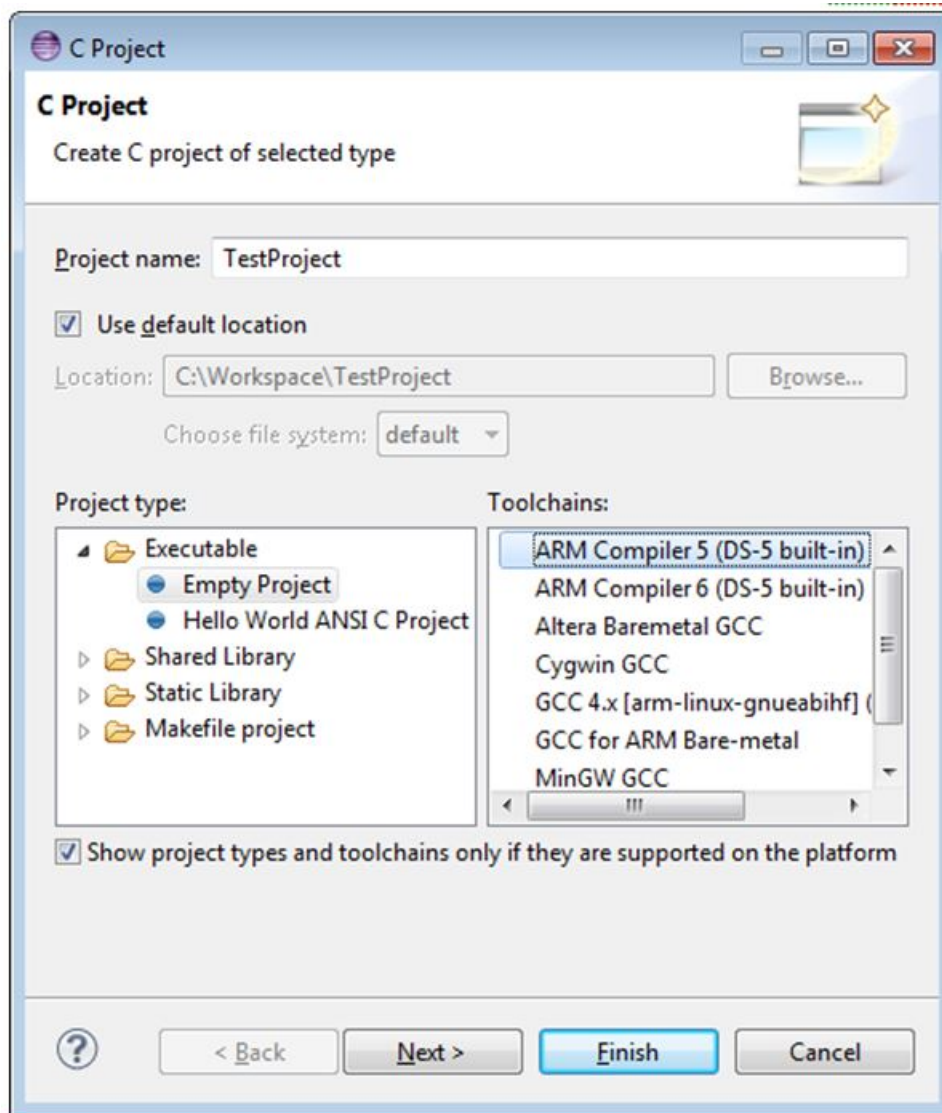 C Project
C Project
Create C project of selected type
Project name: TestProject
Use default location
Location: C:\Workspace\TestProject Browse...
Choose file system: default
Project type: Toolchains:
Executable
Empty Project
Hello World ANSI C Project
Shared Library
Static Library
Makefile project
ARM Compiler 5 (DS-5 built-in)
ARM Compiler 6 (DS-5 built-in)
Altera Baremetal GCC
Cygwin GCC
GCC 4.x [arm-linux-gnueabihf] (
GCC for ARM Bare-metal
MinGW GCC
Show project types and toolchains only if they are supported on the platform
? < Back Next > Finish Cancel